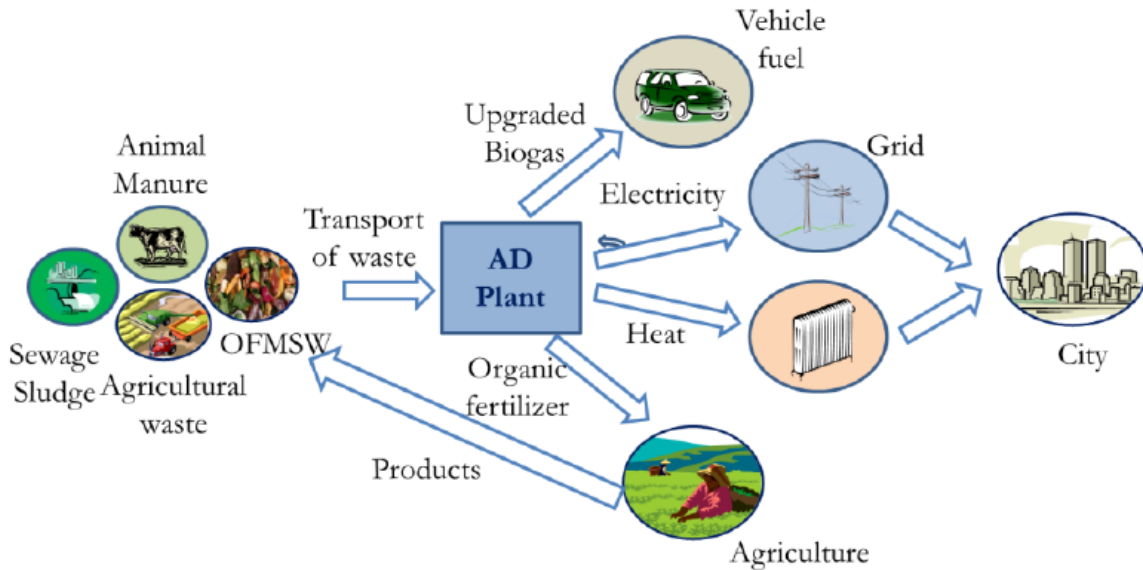 Vehicle
fuel
Upgraded
Biogas
Animal
Manure
Grid
Electricity
Transport
of waste
AD
Plant
Heat
OFMSW
Sewage
Sludge
Agricultural
waste
Organic
fertilizer
City
Products
Agriculture